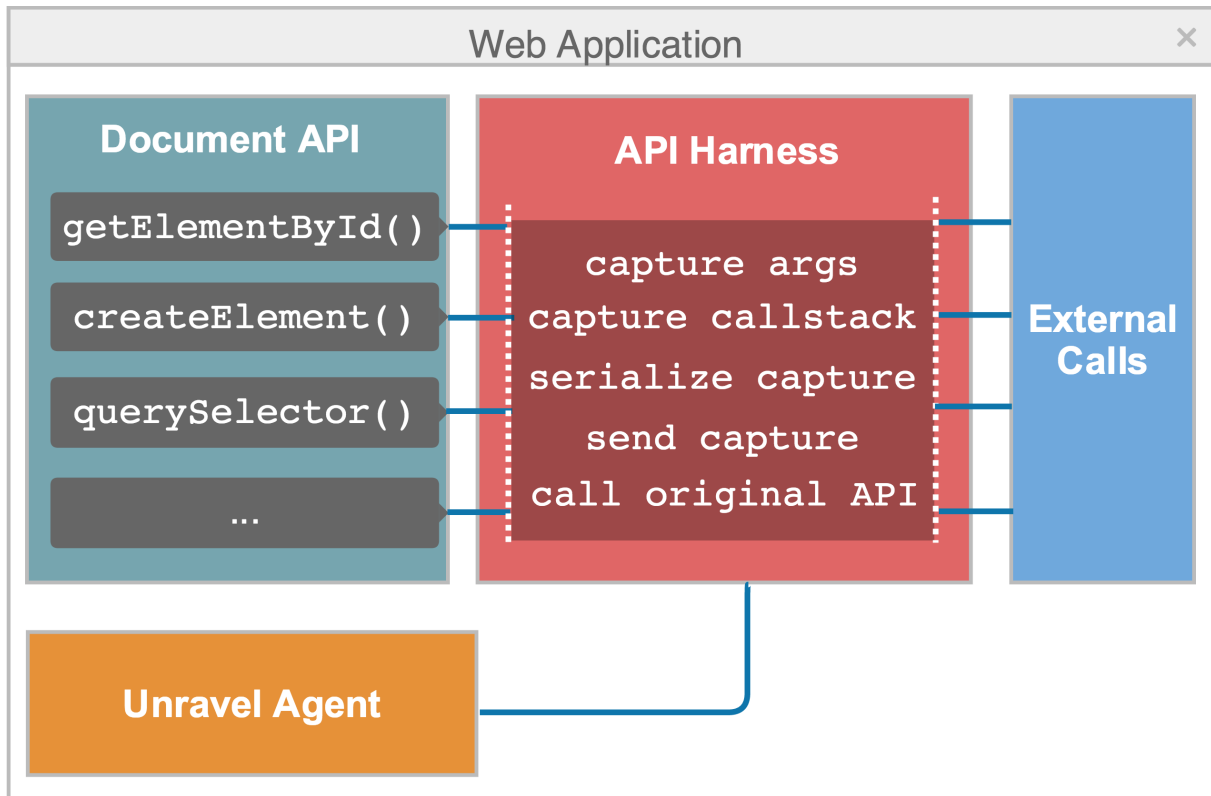 Web Application
×
Document API
getElementById()
createElement()
querySelector()
...
API Harness
capture args
capture callstack
serialize capture
send capture
call original API
External
Calls
Unravel Agent